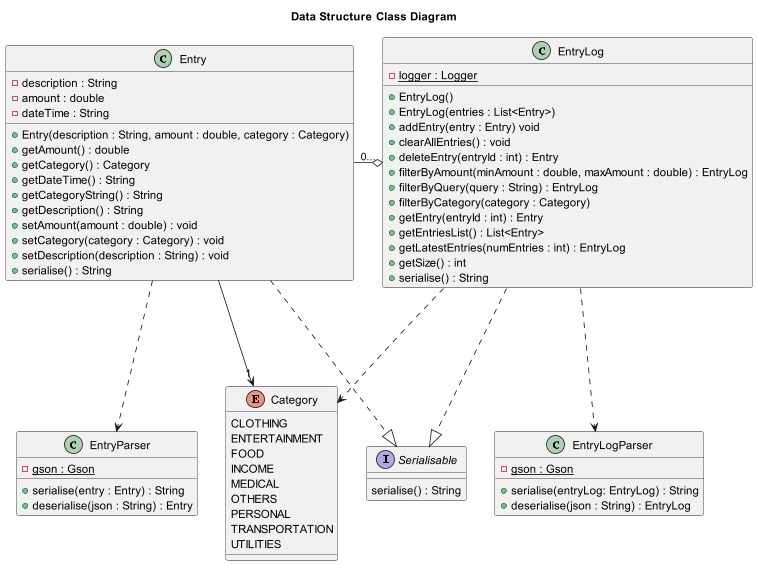 Data Structure Class Diagram
C Entry
description : String
amount : double
dateTime : String
Entry(description : String, amount : double, category : Category)
getAmount() : double
getCategory() : Category
getDateTime() : String
getCategoryString() : String
getDescription() : String
setAmount(amount : double) : void
setCategory(category : Category) : void
setDescription(description : String) : void
serialise() : String
0...
C EntryLog
logger : Logger
EntryLog()
EntryLog(entries : List<Entry>)
addEntry(entry : Entry) void
clearAllEntries() : void
deleteEntry(entryId : int) : Entry
filterByAmount(minAmount : double, maxAmount : double) : EntryLog
filterByQuery(query : String) : EntryLog
filterByCategory(category : Category)
getEntry(entryId : int) : Entry
getEntriesList() : List<Entry>
getLatestEntries(numEntries : int) : EntryLog
getSize() : int
serialise() : String
1
C EntryParser
gson : Gson
serialise(entry : Entry) : String
deserialise(json : String) : Entry
E Category
CLOTHING
ENTERTAINMENT
FOOD
INCOME
MEDICAL
OTHERS
PERSONAL
TRANSPORTATION
UTILITIES
I Serialisable
serialise() : String
C EntryLogParser
gson : Gson
serialise(entryLog: EntryLog) : String
deserialise(json : String) : EntryLog